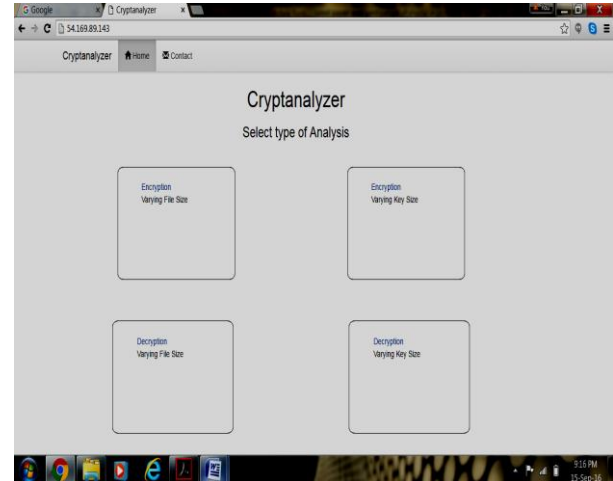 Google
Cryptanalyzer
54.169.89.143
Cryptanalyzer Home Contact
Cryptanalyzer
Select type of Analysis
Encryption
Varying File Size
Encryption
Varying Key Size
Decryption
Varying File Size
Decryption
Varying Key Size
9:16 PM
15-Sep-16